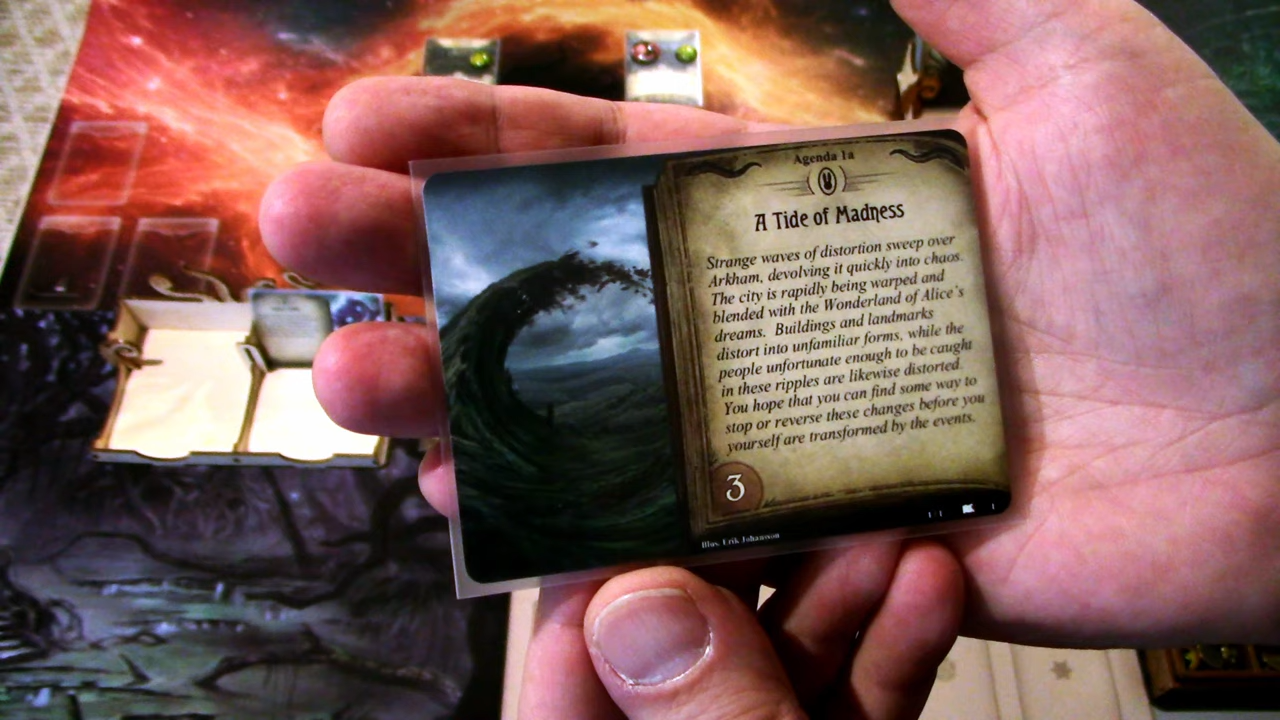 Agenda 1a
A Tide of Madness
Strange waves of distortion sweep over
Arkham, devolving it quickly into chaos.
The city is rapidly being warped and
blended with the Wonderland of Alice's
dreams. Buildings and landmarks
distort into unfamiliar forms, while the
people unfortunate enough to be caught
in these ripples are likewise distorted.
You hope that you can find some way to
stop or reverse these changes before you
yourself are transformed by the events.
3
Illus. Erik Johansson